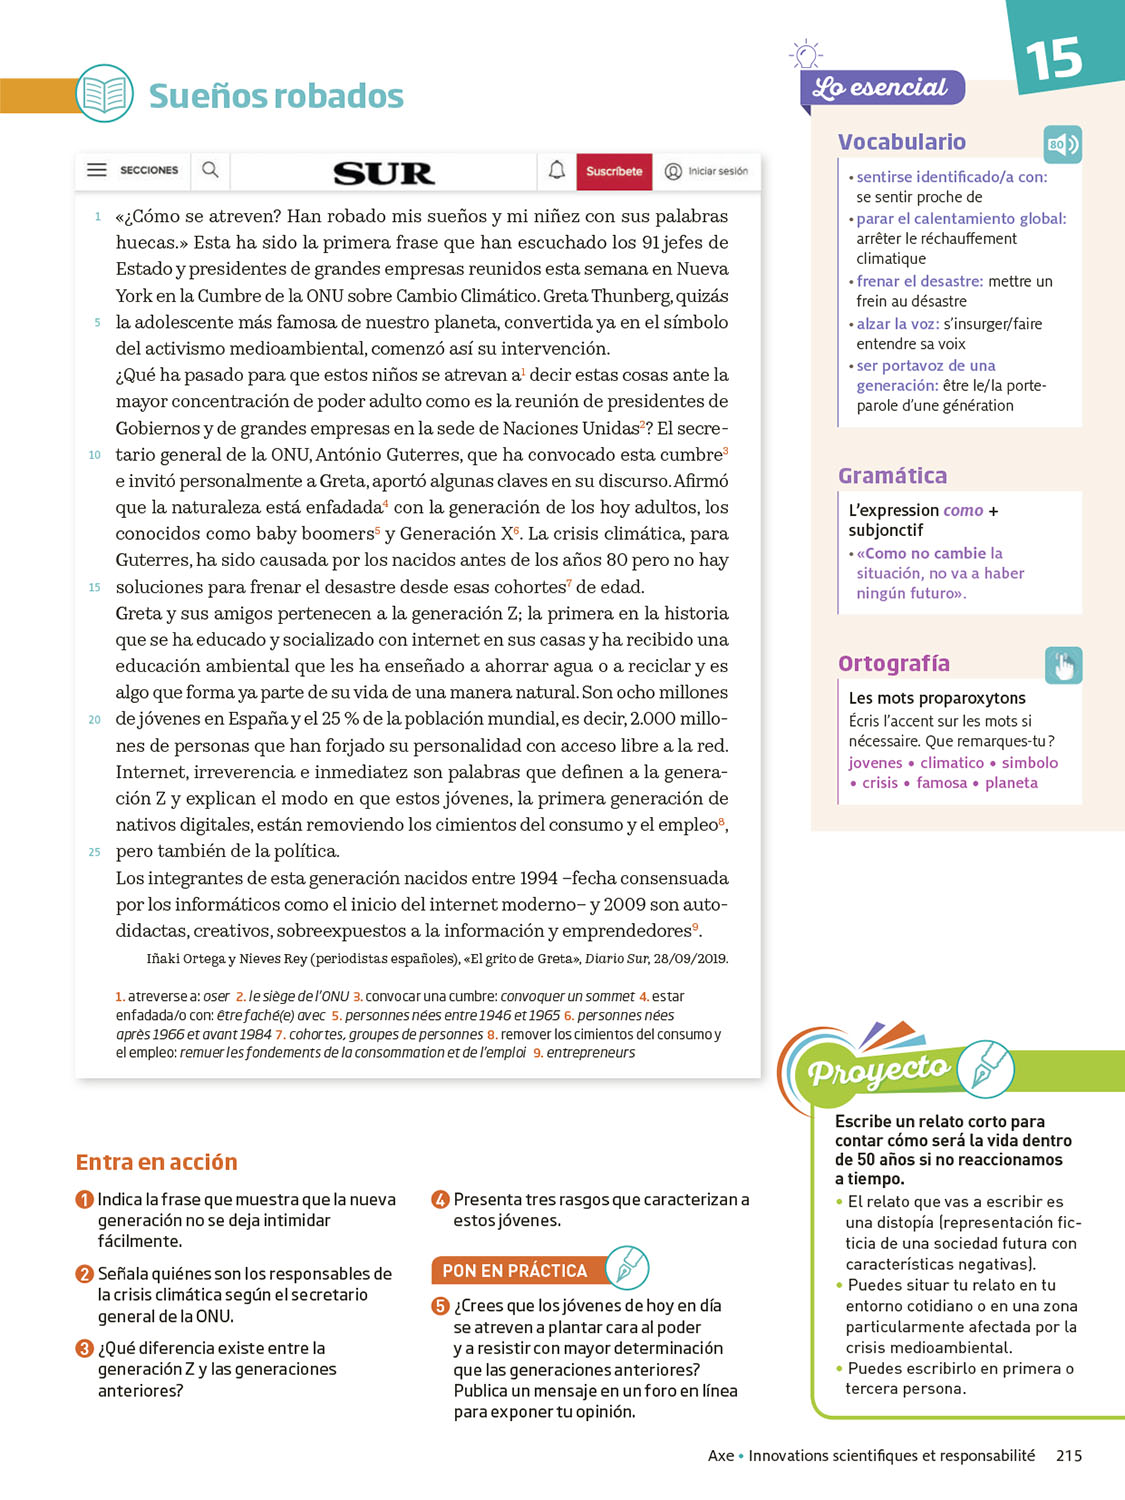 15
Sueños robados
SECCIONES
SUR
Suscríbete
Iniciar sesión
1 «¿Cómo se atreven? Han robado mis sueños y mi niñez con sus palabras
huecas.» Esta ha sido la primera frase que han escuchado los 91 jefes de
Estado y presidentes de grandes empresas reunidos esta semana en Nueva
York en la Cumbre de la ONU sobre Cambio Climático. Greta Thunberg, quizás
5 la adolescente más famosa de nuestro planeta, convertida ya en el símbolo
del activismo medioambiental, comenzó así su intervención.
¿Qué ha pasado para que estos niños se atrevan a1 decir estas cosas ante la
mayor concentración de poder adulto como es la reunión de presidentes de
Gobiernos y de grandes empresas en la sede de Naciones Unidas2? El secre-
10 tario general de la ONU, António Guterres, que ha convocado esta cumbre3
e invitó personalmente a Greta, aportó algunas claves en su discurso. Afirmó
que la naturaleza está enfadada4 con la generación de los hoy adultos, los
conocidos como baby boomers5 y Generación X6. La crisis climática, para
Guterres, ha sido causada por los nacidos antes de los años 80 pero no hay
15 soluciones para frenar el desastre desde esas cohortes7 de edad.
Greta y sus amigos pertenecen a la generación Z; la primera en la historia
que se ha educado y socializado con internet en sus casas y ha recibido una
educación ambiental que les ha enseñado a ahorrar agua o a reciclar y es
algo que forma ya parte de su vida de una manera natural. Son ocho millones
20 de jóvenes en España y el 25 % de la población mundial, es decir, 2.000 millo-
nes de personas que han forjado su personalidad con acceso libre a la red.
Internet, irreverencia e inmediatez son palabras que definen a la genera-
ción Z y explican el modo en que estos jóvenes, la primera generación de
nativos digitales, están removiendo los cimientos del consumo y el empleo8,
25 pero también de la política.
Los integrantes de esta generación nacidos entre 1994 –fecha consensuada
por los informáticos como el inicio del internet moderno– y 2009 son auto-
didactas, creativos, sobreexpuestos a la información y emprendedores9.
Iñaki Ortega y Nieves Rey (periodistas españoles), «El grito de Greta», Diario Sur, 28/09/2019.
1. atreverse a: oser 2. le siège de l'ONU 3. convocar una cumbre: convoquer un sommet 4. estar
enfadada/o con: être fâché(e) avec 5. personnes nées entre 1946 et 1965 6. personnes nées
après 1966 et avant 1984 7. cohortes, groupes de personnes 8. remover los cimientos del consumo y
el empleo: remuer les fondements de la consommation et de l'emploi 9. entrepreneurs
Lo esencial
Vocabulario
80
• sentirse identificado/a con:
se sentir proche de
• parar el calentamiento global:
arrêter le réchauffement
climatique
• frenar el desastre: mettre un
frein au désastre
• alzar la voz: s'insurger/faire
entendre sa voix
• ser portavoz de una
generación: être le/la porte-
parole d'une génération
Gramática
L'expression como +
subjonctif
• «Como no cambie la
situación, no va a haber
ningún futuro».
Ortografía
Les mots proparoxytons
Écris l'accent sur les mots si
nécessaire. Que remarques-tu ?
jovenes • climatico • simbolo
• crisis • famosa • planeta
Entra en acción
1 Indica la frase que muestra que la nueva
generación no se deja intimidar
fácilmente.
2 Señala quiénes son los responsables de
la crisis climática según el secretario
general de la ONU.
3 ¿Qué diferencia existe entre la
generación Z y las generaciones
anteriores?
4 Presenta tres rasgos que caracterizan a
estos jóvenes.
PON EN PRÁCTICA
5 ¿Crees que los jóvenes de hoy en día
se atreven a plantar cara al poder
y a resistir con mayor determinación
que las generaciones anteriores?
Publica un mensaje en un foro en línea
para exponer tu opinión.
Proyecto
Escribe un relato corto para
contar cómo será la vida dentro
de 50 años si no reaccionamos
a tiempo.
• El relato que vas a escribir es
una distopía (representación fic-
ticia de una sociedad futura con
características negativas).
• Puedes situar tu relato en tu
entorno cotidiano o en una zona
particularmente afectada por la
crisis medioambiental.
• Puedes escribirlo en primera o
tercera persona.
Axe • Innovations scientifiques et responsabilité 215